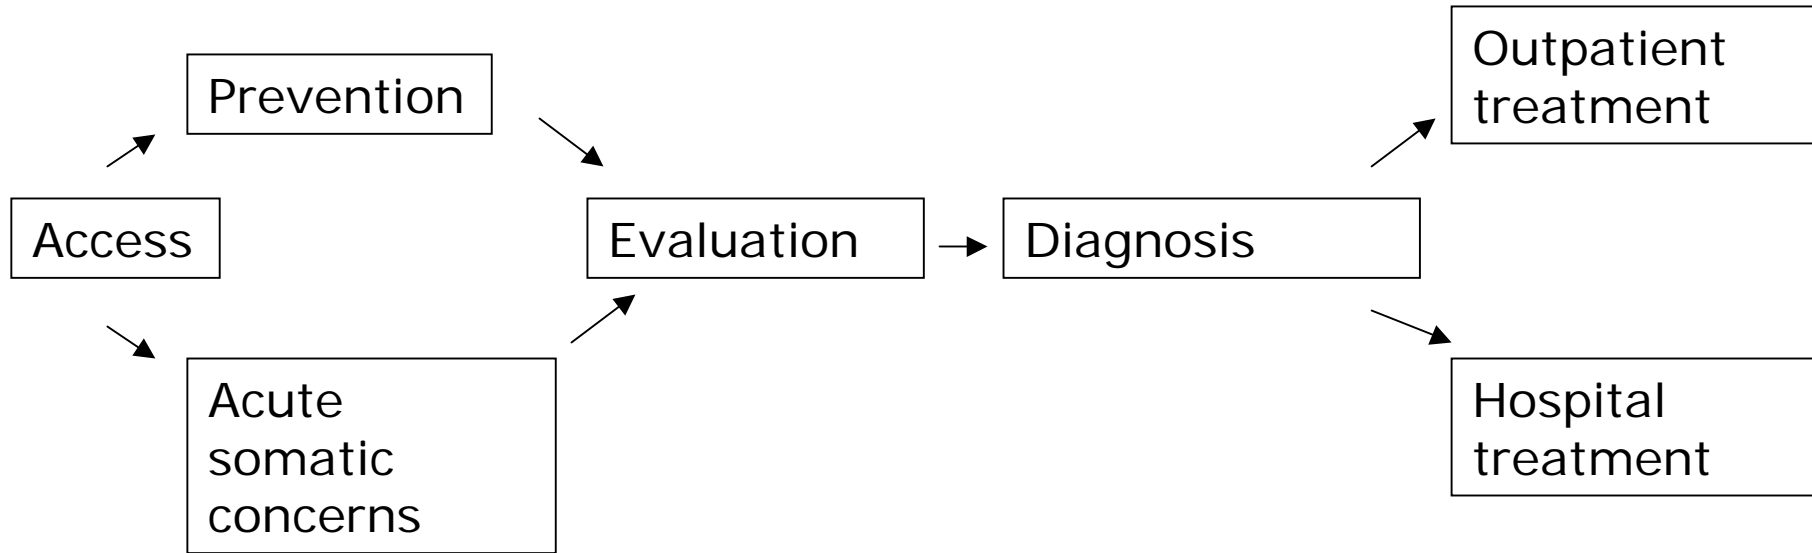 Prevention
Access
Acute
somatic
concerns
Evaluation
Diagnosis
Outpatient
treatment
Hospital
treatment